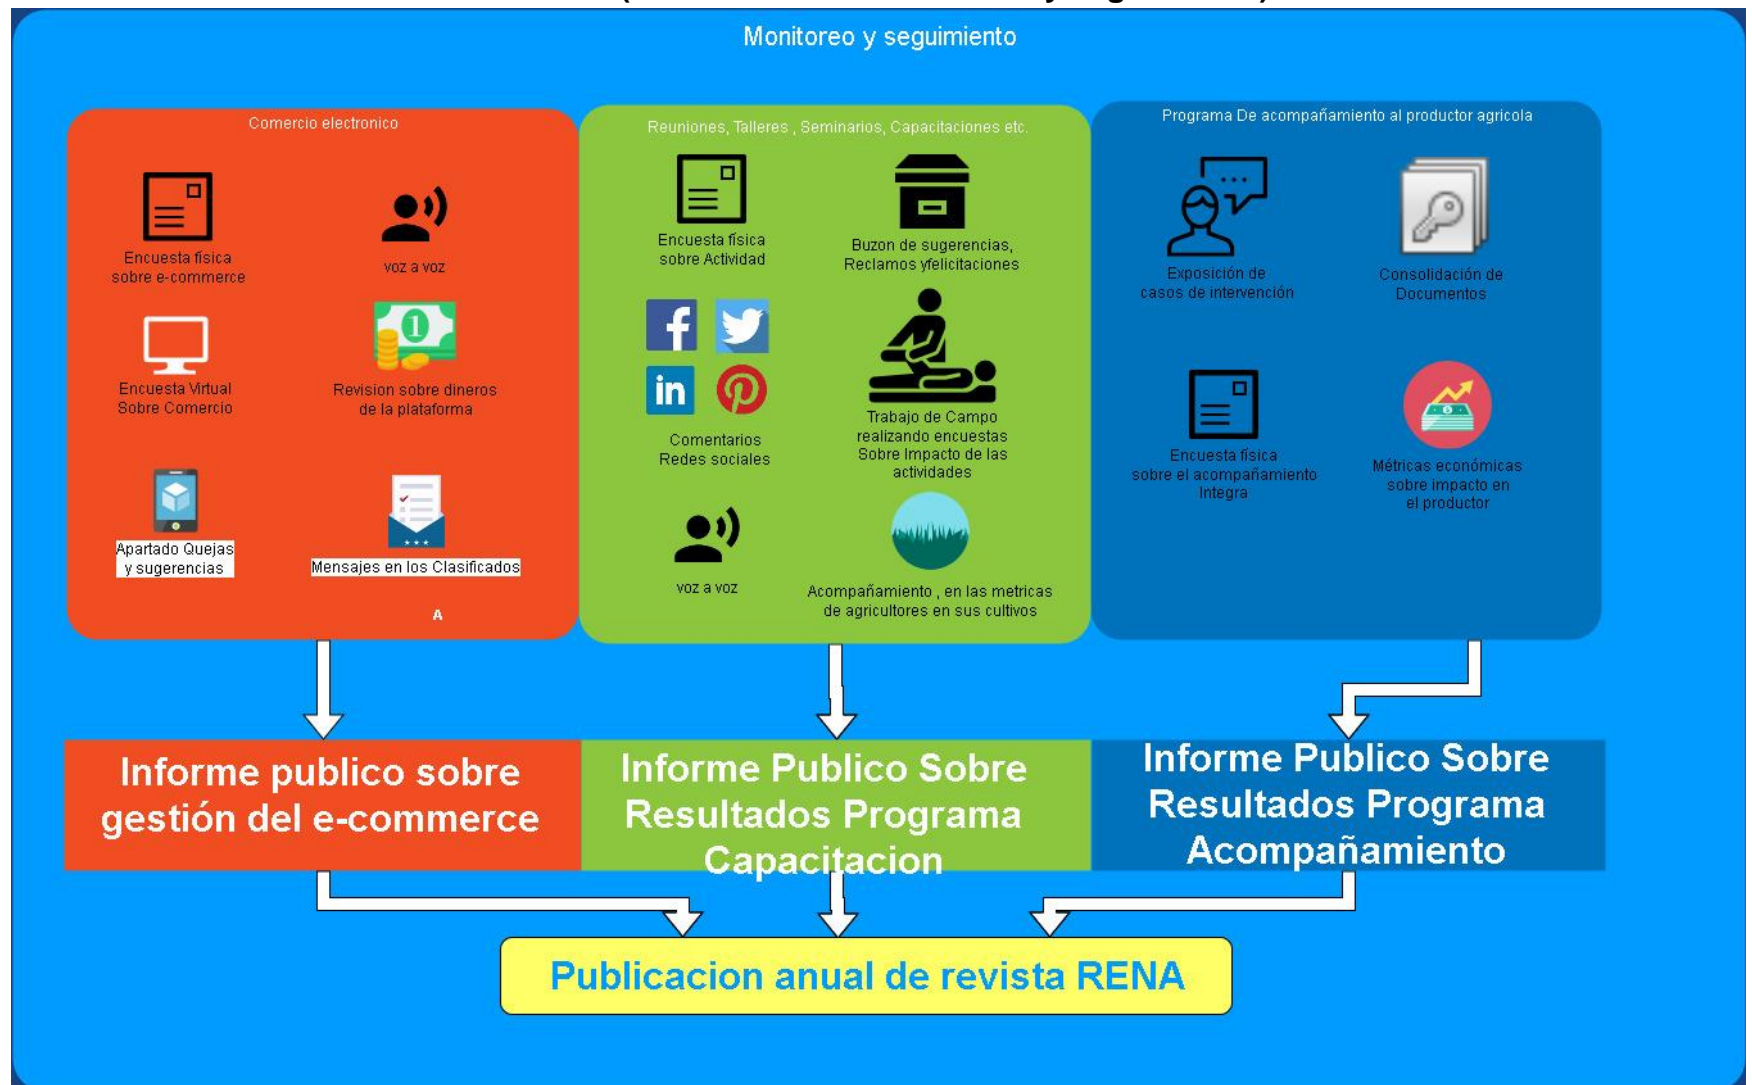 Monitoreo y seguimiento
Comercio electronico
Encuesta física
sobre e-commerce
voz a voz
Encuesta Virtual
Sobre Comercio
Revision sobre dineros
de la plataforma
Apartado Quejas
y sugerencias
Mensajes en los Clasificados
A
Reuniones, Talleres , Seminarios, Capacitaciones etc.
Encuesta física
sobre Actividad
Buzon de sugerencias,
Reclamos yfelicitaciones
Comentarios
Redes sociales
Trabajo de Campo
realizando encuestas
Sobre Impacto de las
actividades
voz a voz
Acompañamiento , en las metricas
de agricultores en sus cultivos
Programa De acompañamiento al productor agricola
Exposición de
casos de intervención
Consolidación de
Documentos
Encuesta física
sobre el acompañamiento
Integra
Métricas económicas
sobre impacto en
el productor
Informe publico sobre
gestión del e-commerce
Informe Publico Sobre
Resultados Programa
Capacitacion
Informe Publico Sobre
Resultados Programa
Acompañamiento
Publicacion anual de revista RENA